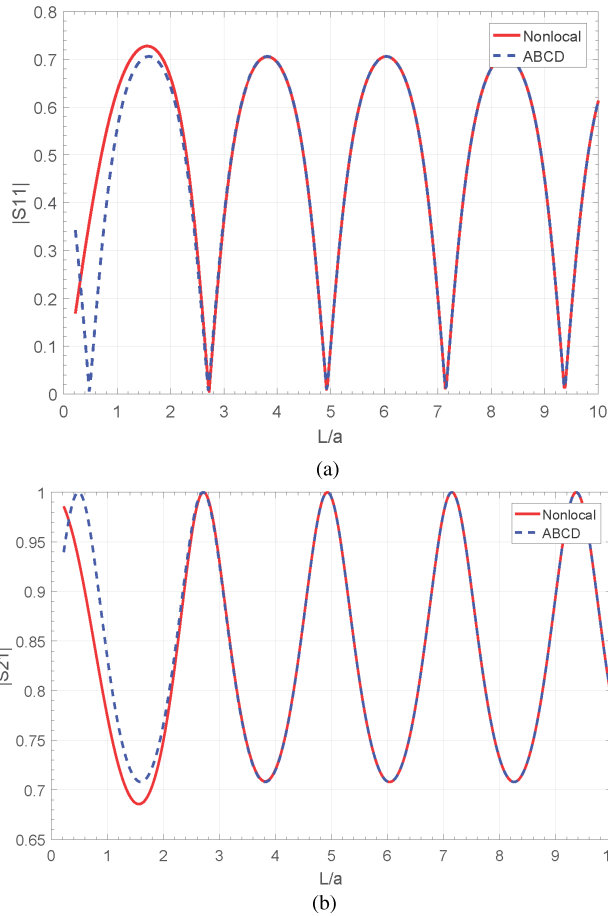 0.8
0.7
0.6
0.5
0.4
0.3
0.2
0.1
0
|S11|
Nonlocal
ABCD
0 1 2 3 4 5 6 7 8 9 10
L/a
(a)
1
0.95
0.9
0.85
0.8
0.75
0.7
0.65
|S21|
Nonlocal
ABCD
0 1 2 3 4 5 6 7 8 9 1
L/a
(b)